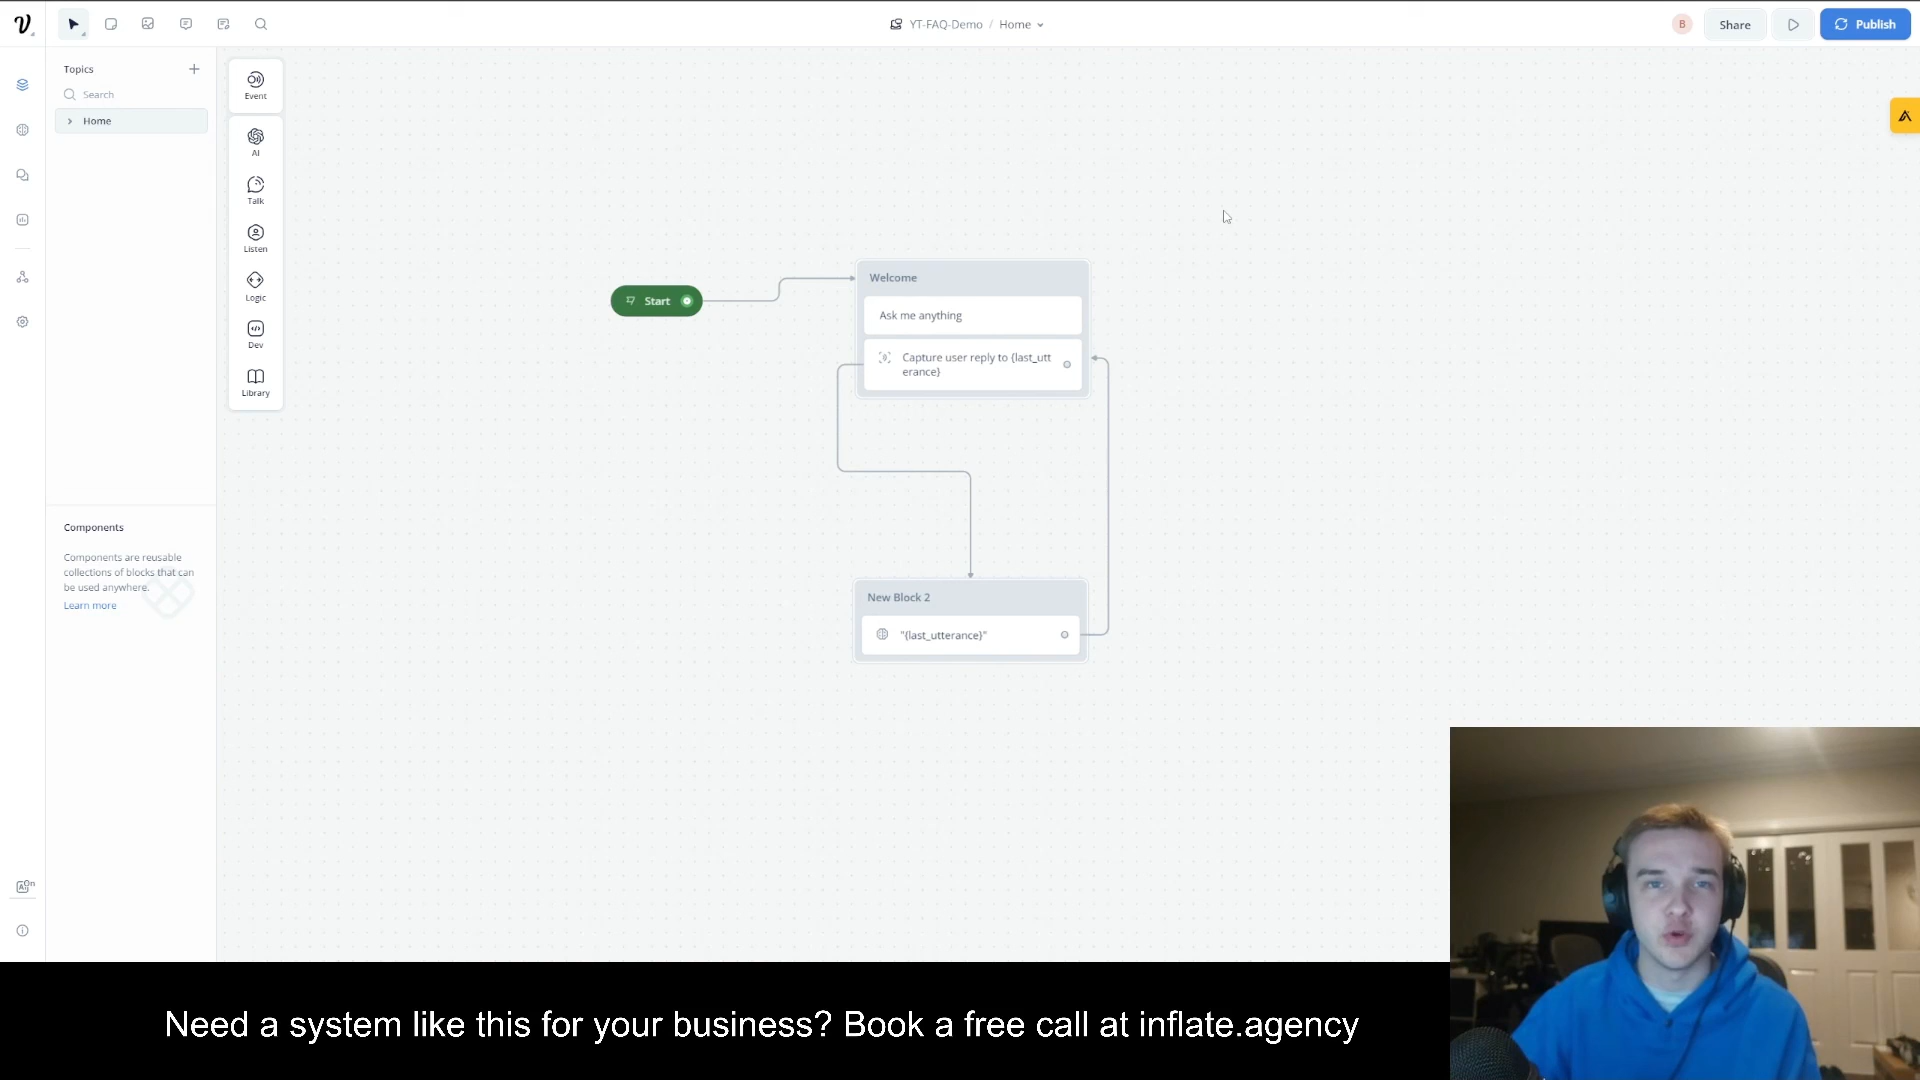 YT-FAQ-Demo / Home
B
Share
Publish
Topics
Search
Home
Event
AI
Talk
Listen
Logic
Dev
Library
Start
Welcome
Ask me anything
Capture user reply to {last_utt
erance}
New Block 2
"{last_utterance}"
Components
Components are reusable
collections of blocks that can
be used anywhere.
Learn more
On
Need a system like this for your business? Book a free call at inflate.agency